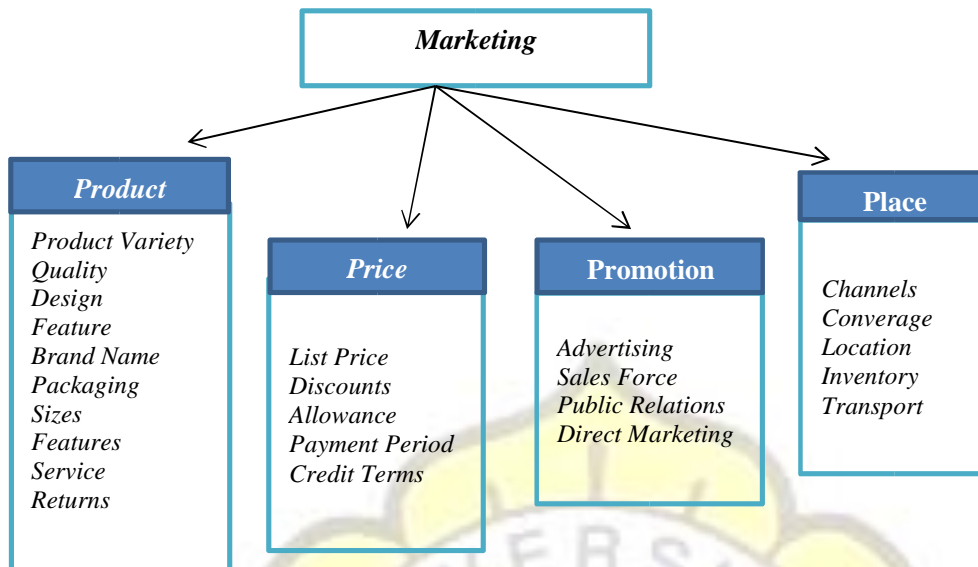 Marketing
Product
Product Variety
Quality
Design
Feature
Brand Name
Packaging
Sizes
Features
Service
Returns
Price
List Price
Discounts
Allowance
Payment Period
Credit Terms
Promotion
Advertising
Sales Force
Public Relations
Direct Marketing
Place
Channels
Converage
Location
Inventory
Transport